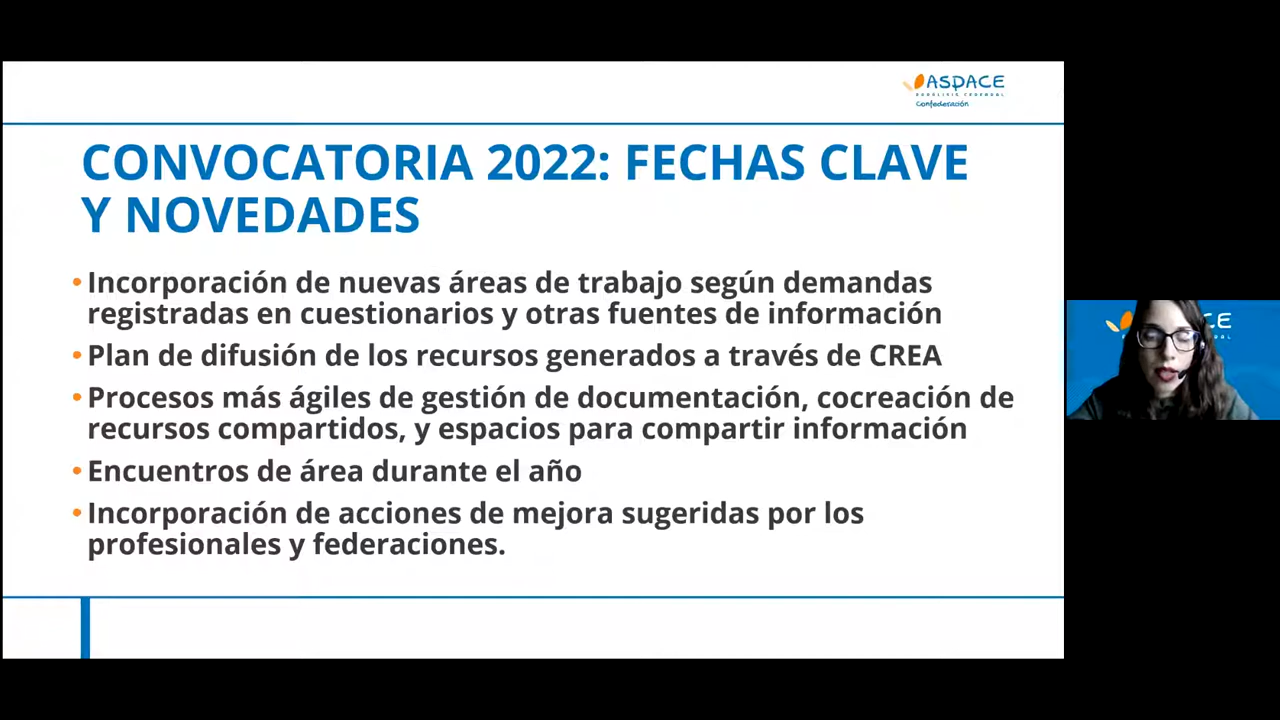 ASPACE
PARÁLISIS CEREBRAL
Confederación
CONVOCATORIA 2022: FECHAS CLAVE
Y NOVEDADES
• Incorporación de nuevas áreas de trabajo según demandas
registradas en cuestionarios y otras fuentes de información
• Plan de difusión de los recursos generados a través de CREA
• Procesos más ágiles de gestión de documentación, cocreación de
recursos compartidos, y espacios para compartir información
• Encuentros de área durante el año
• Incorporación de acciones de mejora sugeridas por los
profesionales y federaciones.